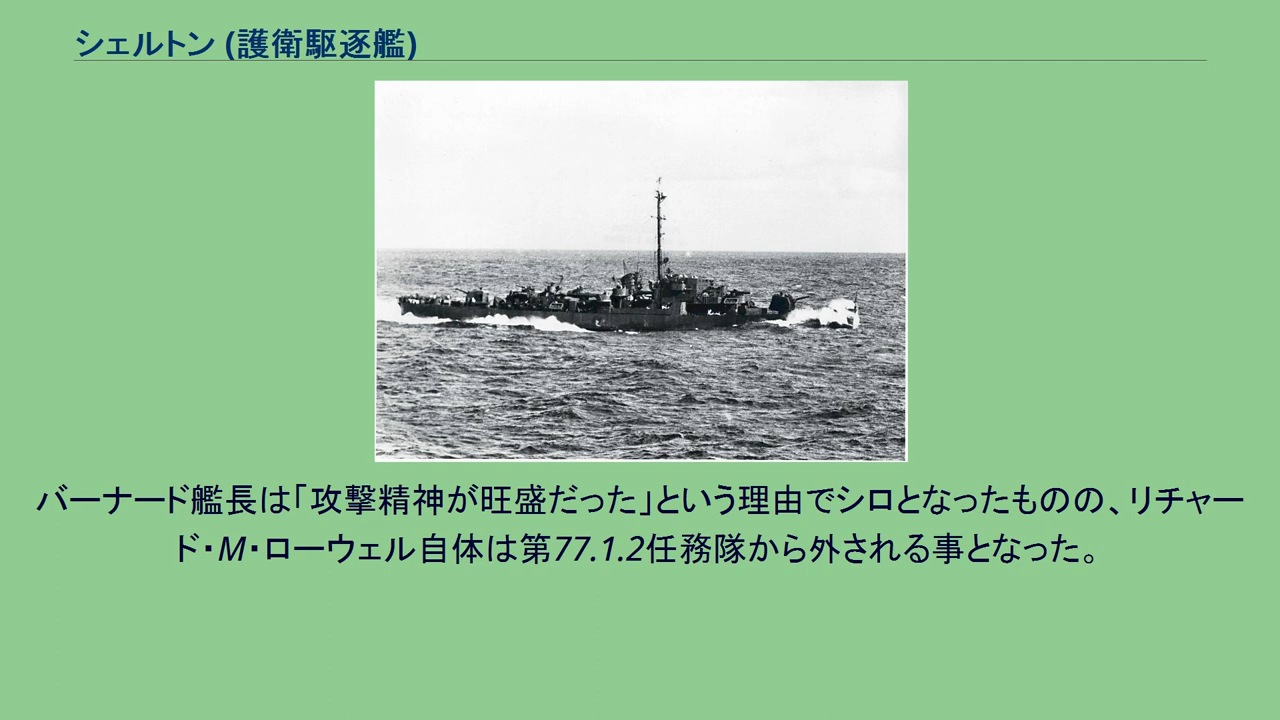 シェルトン (護衛駆逐艦)
バーナード艦長は「攻撃精神が旺盛だった」という理由でシロとなったものの、リチャー
ド・M・ローウェル自体は第77.1.2任務隊から外される事となった。